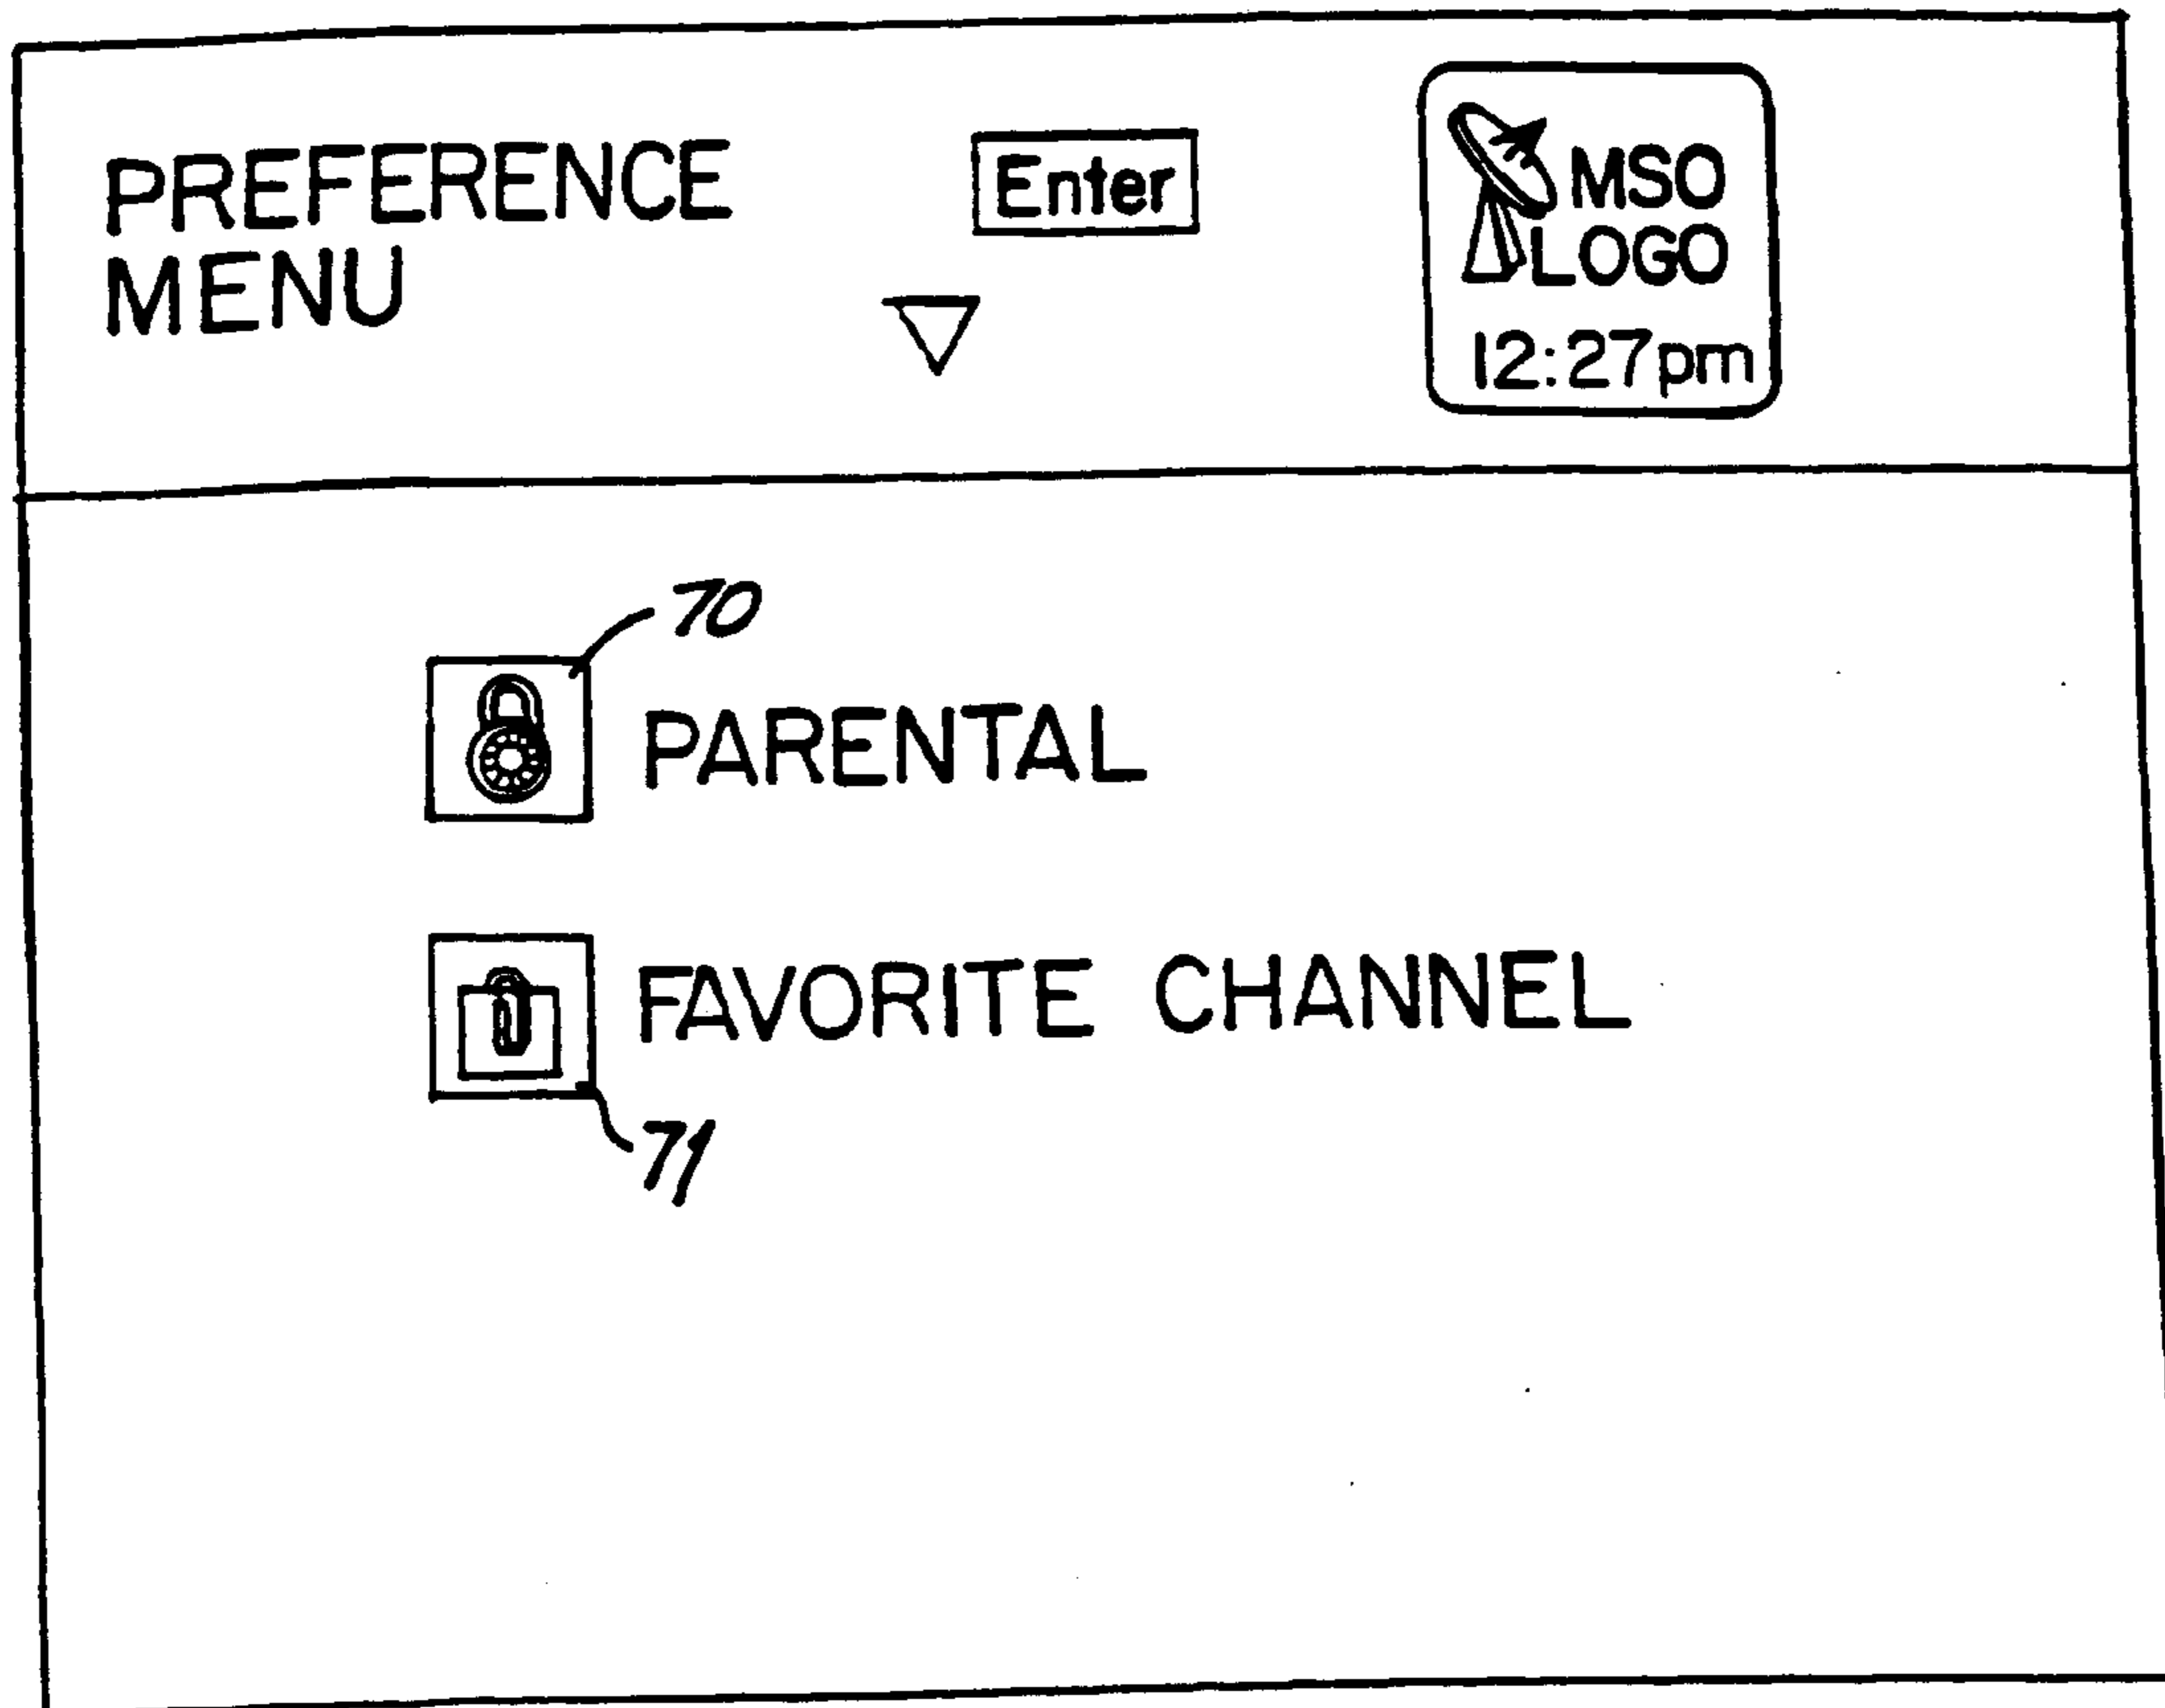 PREFERENCE
MENU
Enter
MSO
LOGO
12:27pm
70
PARENTAL
FAVORITE CHANNEL
71